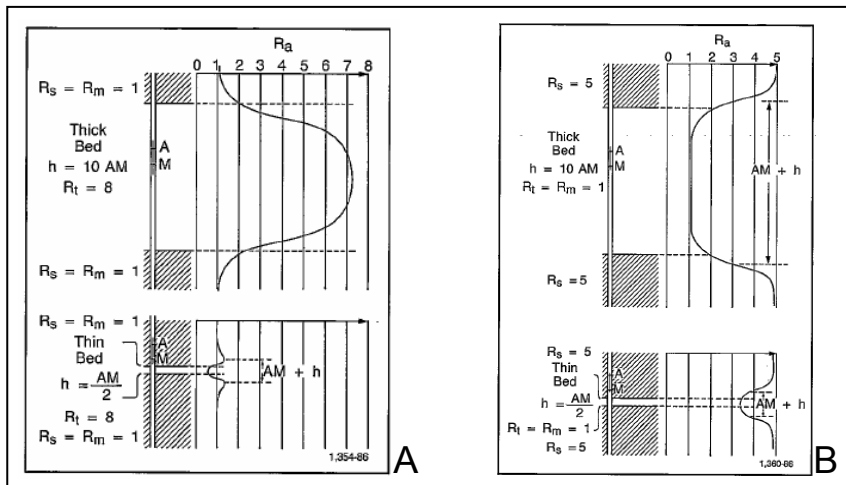 Ra
0 1 2 3 4 5 6 7 8
Rs = Rm = 1
Thick
Bed
A
M
h = 10 AM
Rt = 8
Rs = Rm = 1
Rs = Rm = 1
A
Thin
M
Bed
AM + h
h = AM/2
Rt = 8
Rs = Rm = 1
1,354-86
A
Ra
0 1 2 3 4 5
Rs = 5
Thick
Bed
A
M
h = 10 AM
AM + h
Rt = Rm = 1
Rs = 5
Rs = 5
Thin
A
Bed
M
h = AM/2
AM + h
Rt = Rm = 1
Rs = 5
1,360-86
B